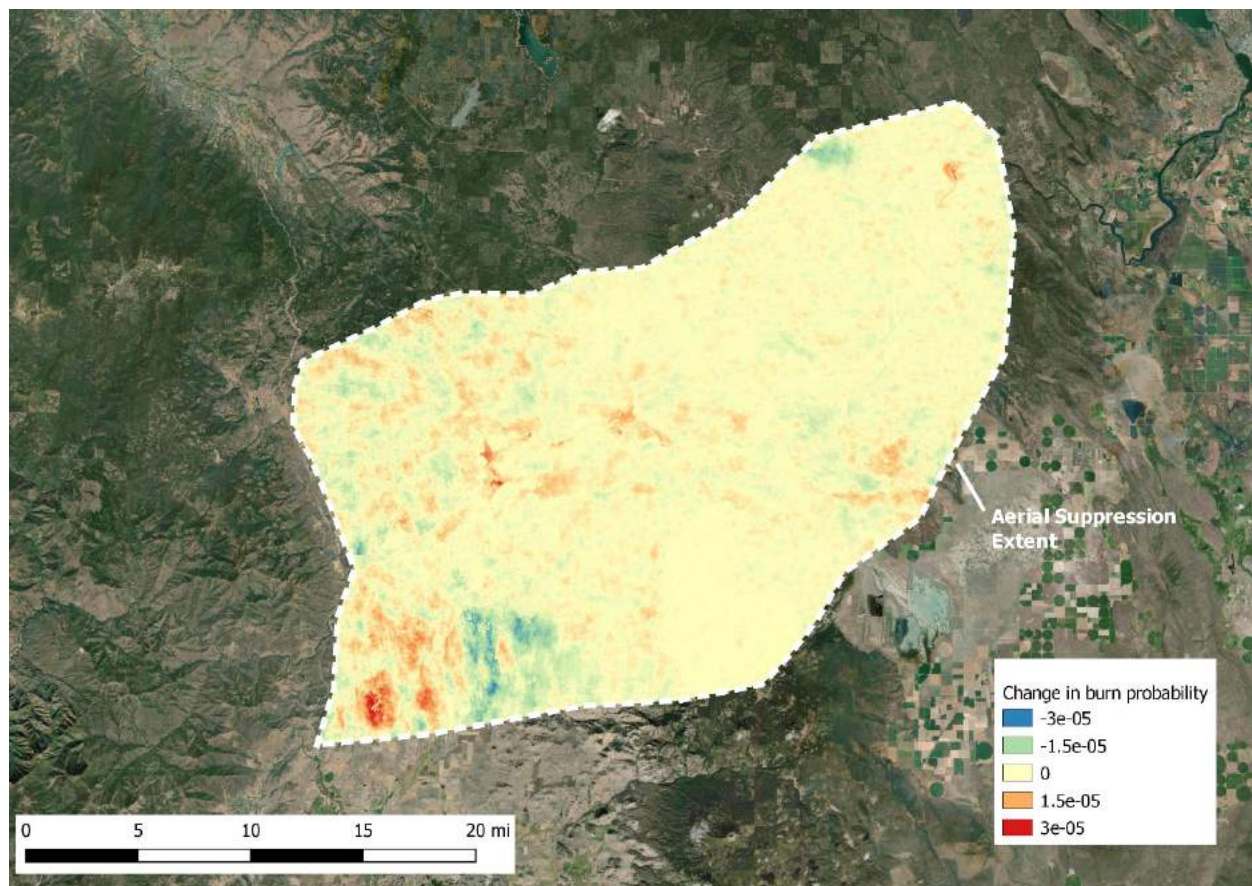 Aerial Suppression
Extent
Change in burn probability
-3e-05
-1.5e-05
0
1.5e-05
3e-05
0 5 10 15 20 mi